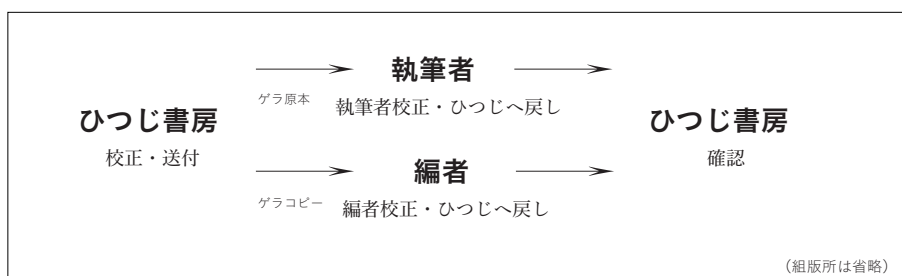 執筆者
ゲラ原本
執筆者校正・ひつじへ戻し
ひつじ書房
校正・送付
ひつじ書房
確認
編者
ゲラコピー
編者校正・ひつじへ戻し
（組版所は省略）